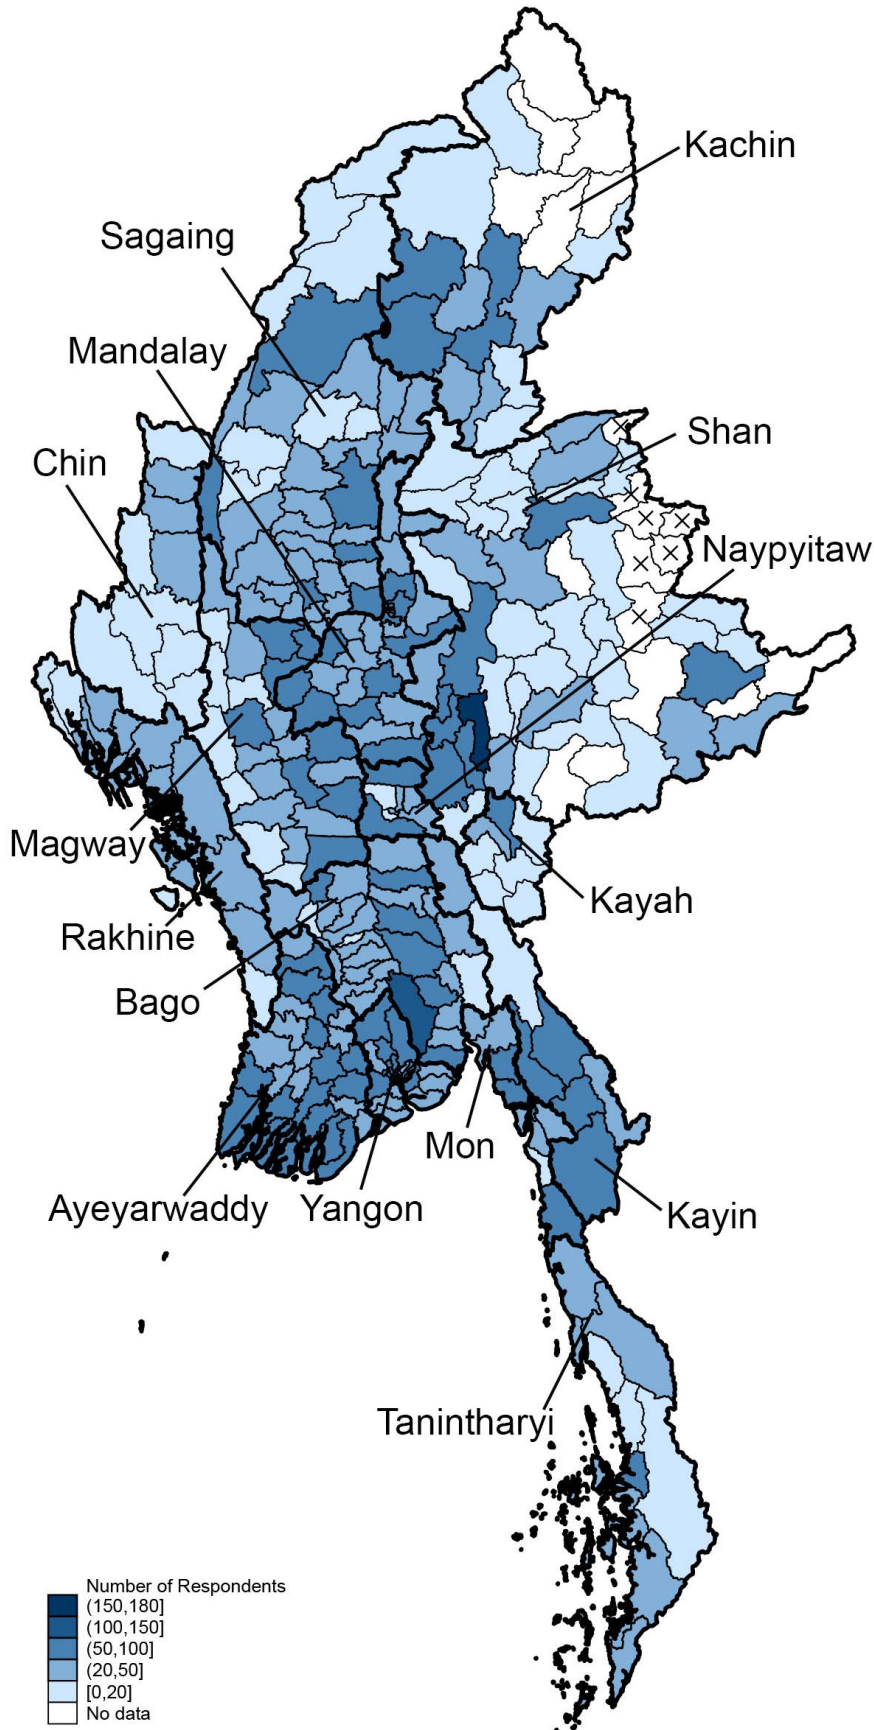 Kachin
Sagaing
Mandalay
Shan
Chin
Naypyitaw
Magway
Kayah
Rakhine
Bago
Mon
Ayeyarwaddy
Yangon
Kayin
Tanintharyi
Number of Respondents
(150,180]
(100,150]
(50,100]
(20,50]
[0,20]
No data